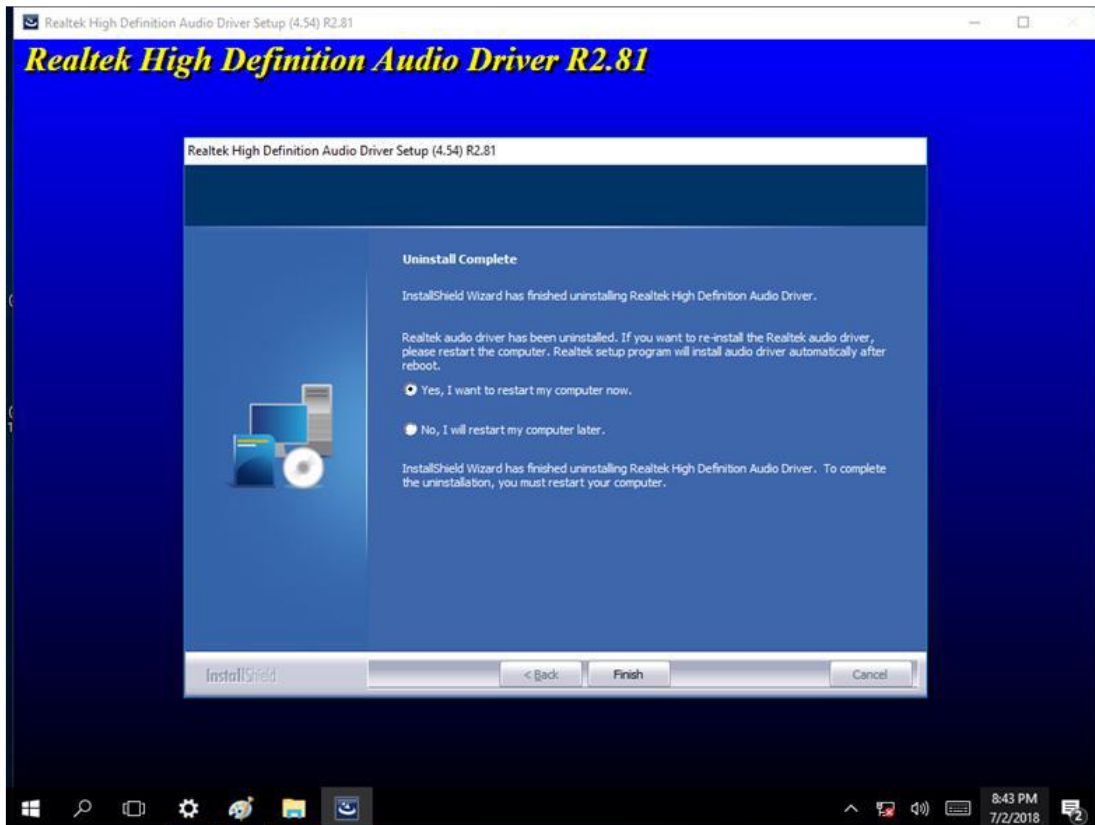 Realtek High Definition Audio Driver Setup (4.54) R2.81
Realtek High Definition Audio Driver R2.81
Realtek High Definition Audio Driver Setup (4.54) R2.81
Uninstall Complete
InstallShield Wizard has finished uninstalling Realtek High Definition Audio Driver.
Realtek audio driver has been uninstalled. If you want to re-install the Realtek audio driver,
please restart the computer. Realtek setup program will install audio driver automatically after
reboot.
Yes, I want to restart my computer now.
No, I will restart my computer later.
InstallShield Wizard has finished uninstalling Realtek High Definition Audio Driver. To complete
the uninstallation, you must restart your computer.
InstallShield
< Back
Finish
Cancel
8:43 PM
7/2/2018
2